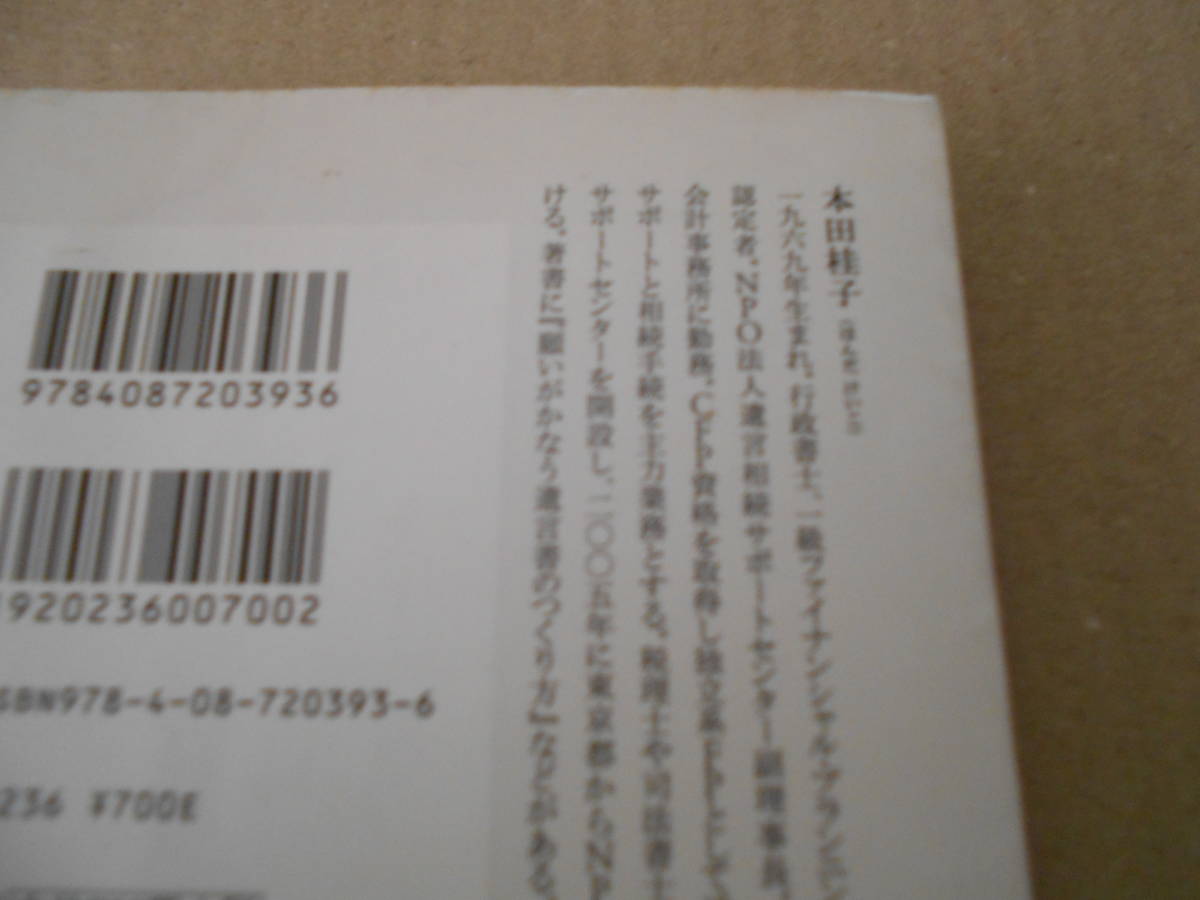 本田桂子（ほんだ けいこ）
一九六九年生まれ。行政書士、一級ファイナンシャル・プランニン
認定者。NPO法人遺言相続サポートセンター副理事長。
会計事務所に勤務。CFP資格を取得し独立系FPとして
サポートと相続手続を主力業務とする。税理士や司法書士
サポートセンターを開設し、二〇〇五年に東京都からNP
ける。著書に『願いがかなう遺言書のつくり方』などがある。
9784087203936
1920236007002
SBN978-4-08-720393-6
236 ¥700E